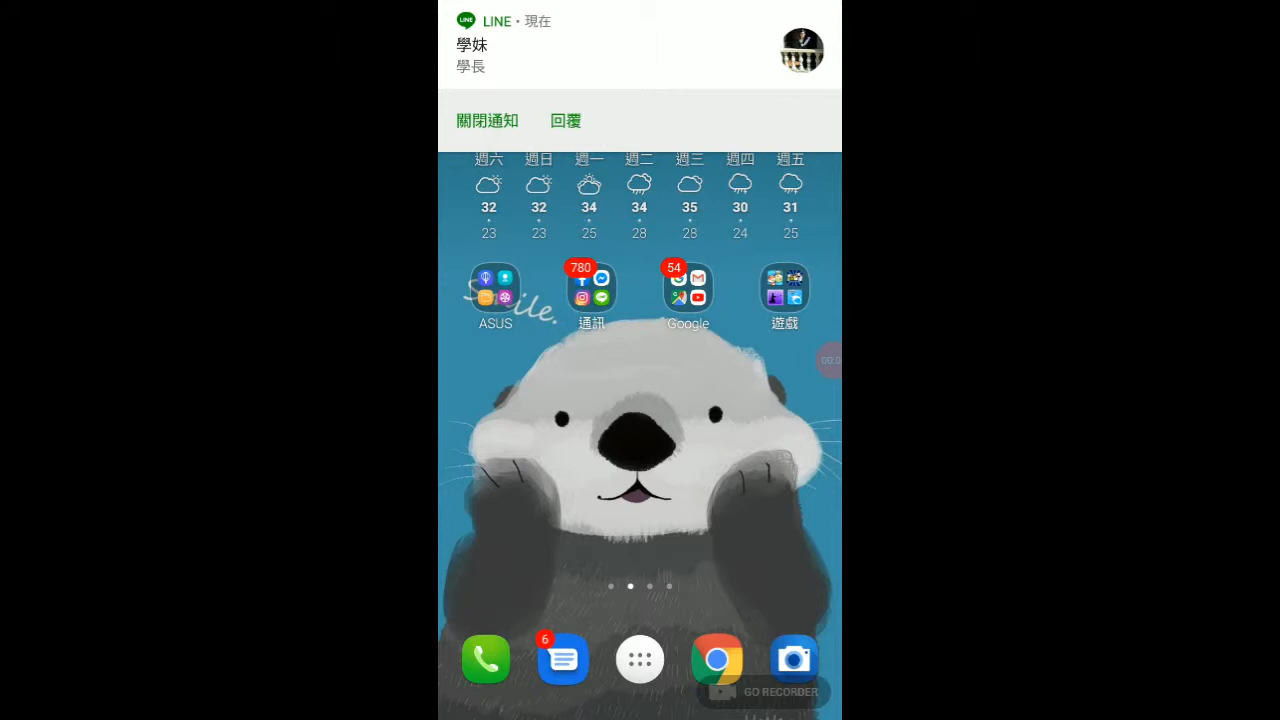 LINE LINE • 現在
學妹
學長
關閉通知 回覆
週六 週日 週一 週二 週三 週四 週五
32 32 34 34 35 30 31
23 23 25 28 28 24 25
780 54
Smile.
ASUS 通訊 Google 遊戲
6
GO RECORDER